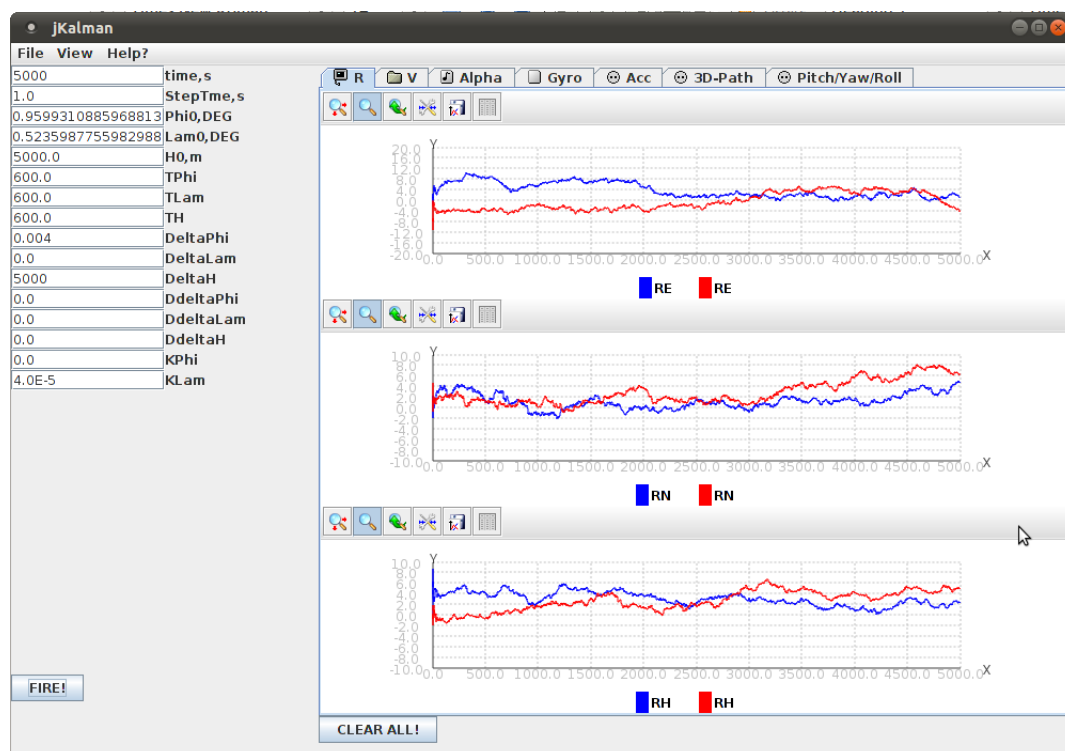 jKalman
File View Help?
5000 time,s
1.0 StepTme,s
0.9599310885968813 Phi0,DEG
0.5235987755982988 Lam0,DEG
5000.0 H0,m
600.0 TPhi
600.0 TLam
600.0 TH
0.004 DeltaPhi
0.0 DeltaLam
5000 DeltaH
0.0 DdeltaPhi
0.0 DdeltaLam
0.0 DdeltaH
0.0 KPhi
4.0E-5 KLam
FIRE!
R V Alpha Gyro Acc 3D-Path Pitch/Yaw/Roll
Y
20.0
16.0
12.0
8.0
4.0
0.0
-4.0
-8.0
-12.0
-16.0
-20.0
0.0 500.0 1000.0 1500.0 2000.0 2500.0 3000.0 3500.0 4000.0 4500.0 5000.0 X
RE RE
Y
10.0
8.0
6.0
4.0
2.0
0.0
-2.0
-4.0
-6.0
-8.0
-10.0
0.0 500.0 1000.0 1500.0 2000.0 2500.0 3000.0 3500.0 4000.0 4500.0 5000.0 X
RN RN
Y
10.0
8.0
6.0
4.0
2.0
0.0
-2.0
-4.0
-6.0
-8.0
-10.0
0.0 500.0 1000.0 1500.0 2000.0 2500.0 3000.0 3500.0 4000.0 4500.0 5000.0 X
RH RH
CLEAR ALL!